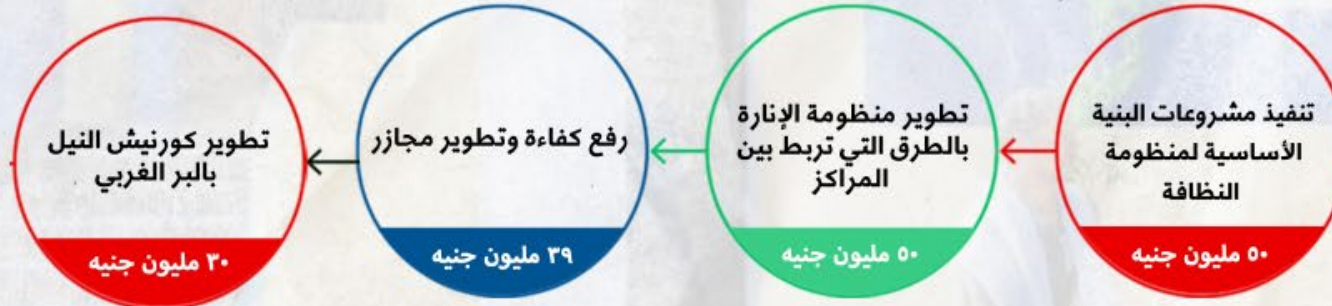 تنفيذ مشروعات البنية
الأساسية لمنظومة
النظافة
٥٠ مليون جنيه
تطوير منظومة الإنارة
بالطرق التي تربط بين
المراكز
٥٠ مليون جنيه
رفع كفاءة وتطوير مجازر
٣٩ مليون جنيه
تطوير كورنيش النيل
بالبر الغربي
٣٠ مليون جنيه